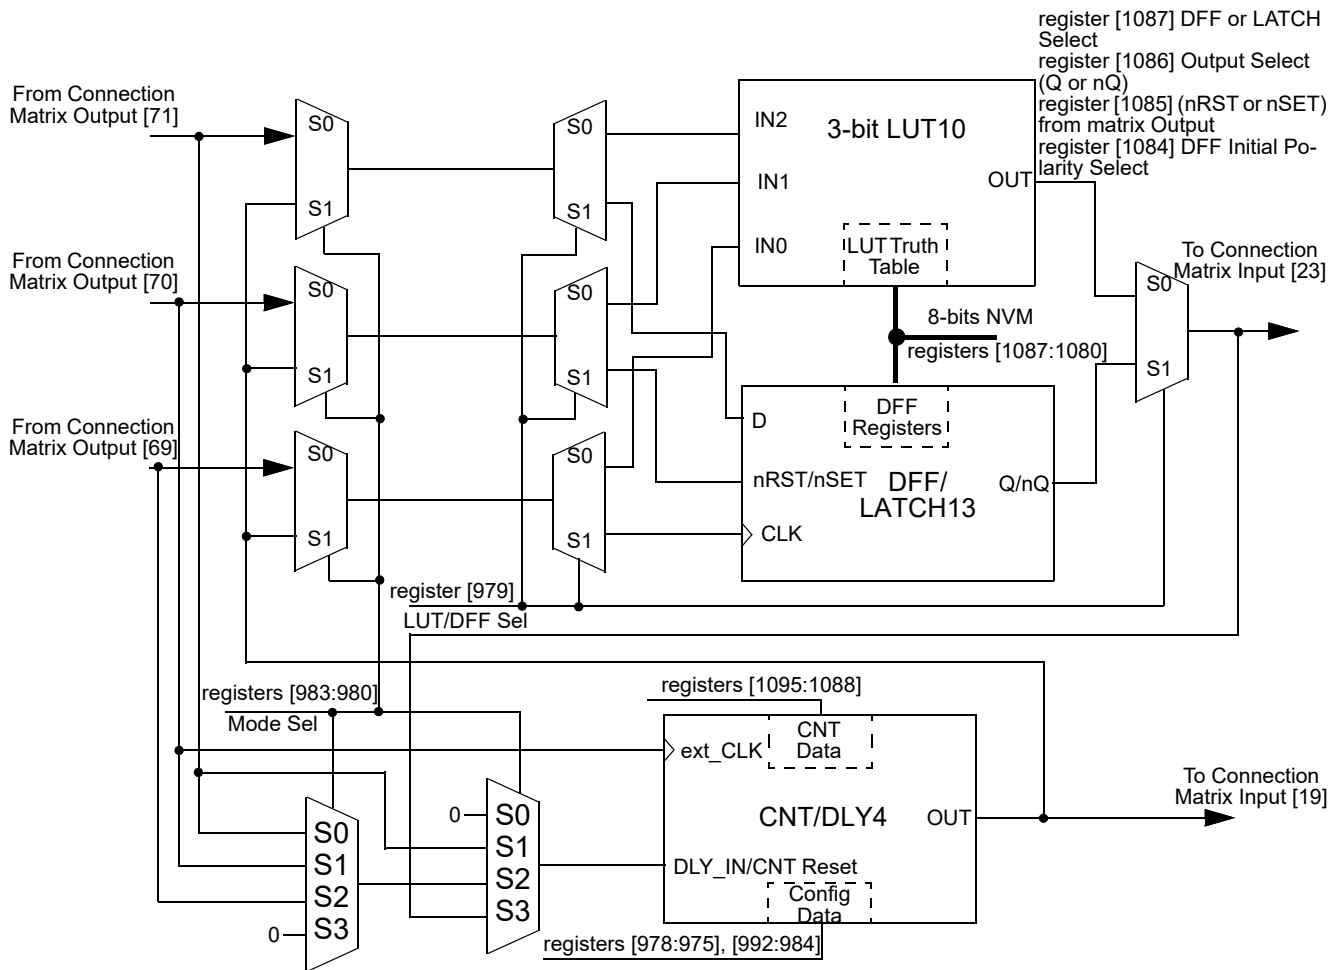 register [1087] DFF or LATCH
Select
register [1086] Output Select
(Q or nQ)
register [1085] (nRST or nSET)
from matrix Output
register [1084] DFF Initial Po-
larity Select
From Connection
Matrix Output [71]
S0
S1
S0
S1
IN2
3-bit LUT10
IN1
OUT
IN0
LUT Truth
Table
From Connection
Matrix Output [70]
S0
S1
S0
S1
To Connection
Matrix Input [23]
S0
S1
8-bits NVM
registers [1087:1080]
From Connection
Matrix Output [69]
S0
S1
S0
S1
D
DFF
Registers
nRST/nSET
DFF/
LATCH13
Q/nQ
CLK
register [979]
LUT/DFF Sel
registers [983:980]
Mode Sel
registers [1095:1088]
CNT
Data
ext_CLK
CNT/DLY4
OUT
To Connection
Matrix Input [19]
DLY_IN/CNT Reset
Config
Data
0
S0
S1
S2
S3
S0
S1
S2
S3
0
registers [978:975], [992:984]